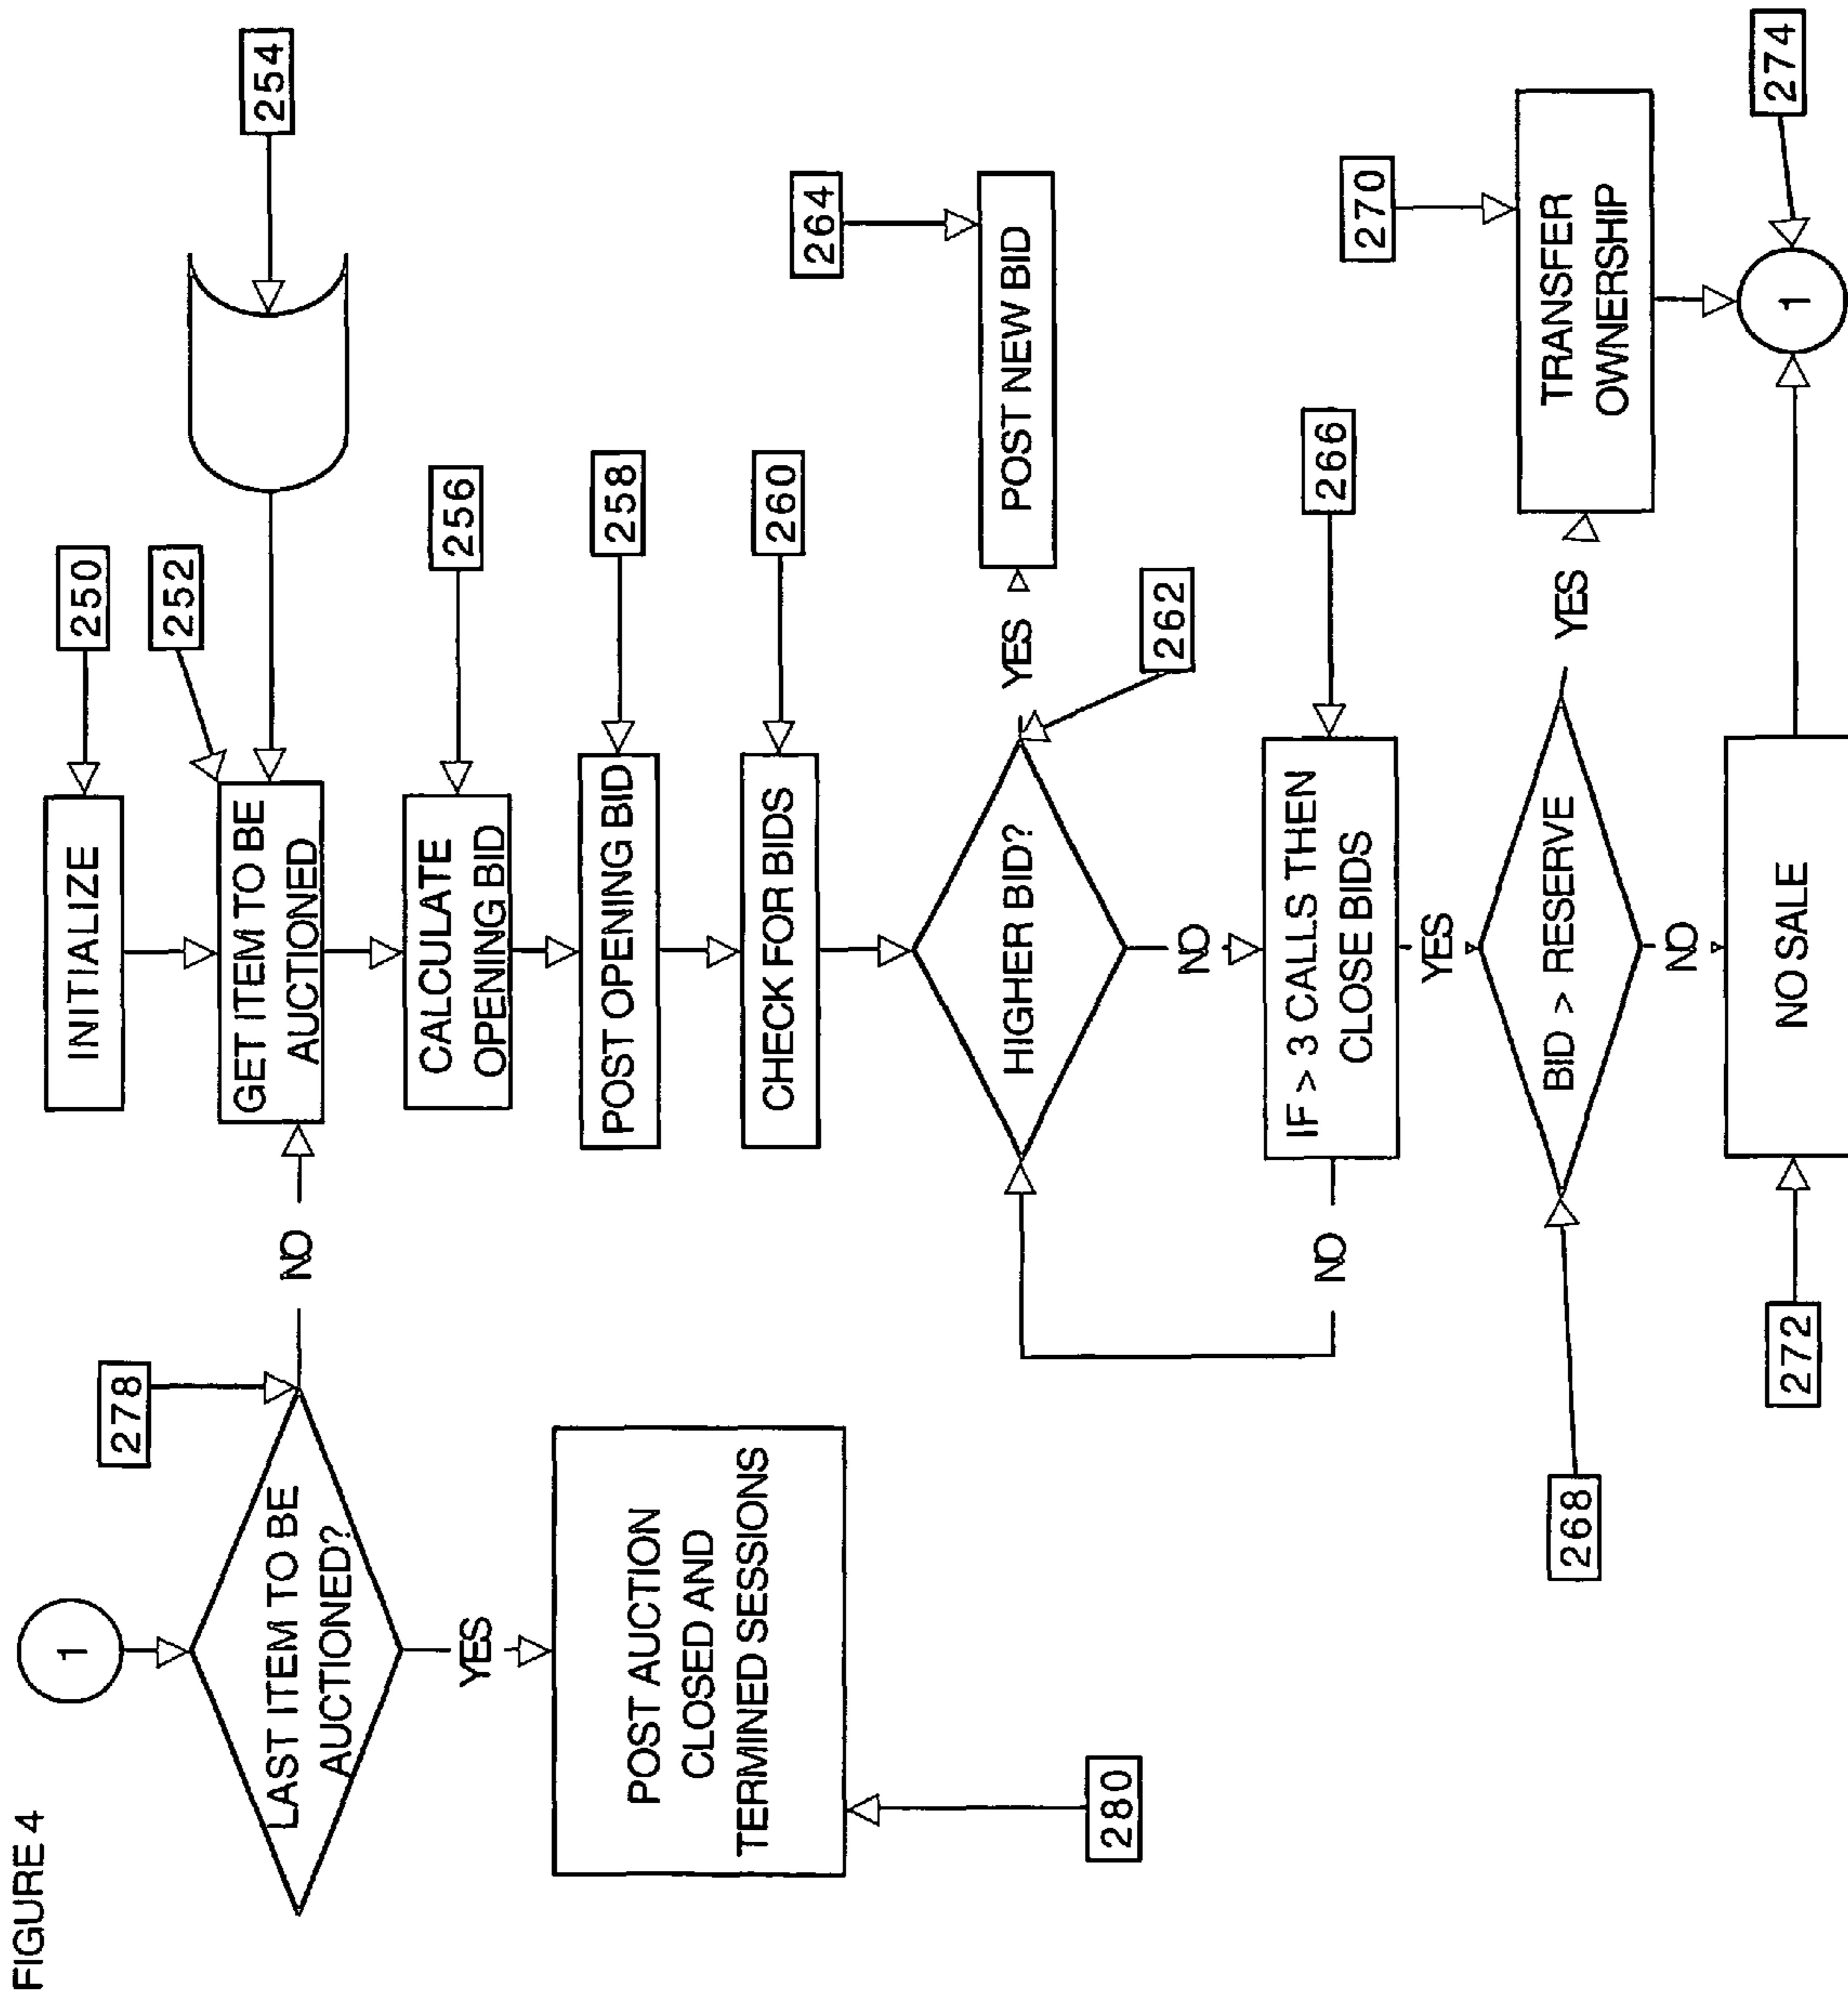 FIGURE 4
1
278
LAST ITEM TO BE
AUCTIONED?
NO
YES
POST AUCTION
CLOSED AND
TERMINED SESSIONS
280
250
INITIALIZE
252
254
GET ITEM TO BE
AUCTIONED
256
CALCULATE
OPENING BID
258
POST OPENING BID
260
CHECK FOR BIDS
HIGHER BID?
262
YES
264
POST NEW BID
NO
266
IF > 3 CALLS THEN
CLOSE BIDS
NO
YES
268
BID > RESERVE
YES
270
TRANSFER
OWNERSHIP
NO
272
NO SALE
1
274